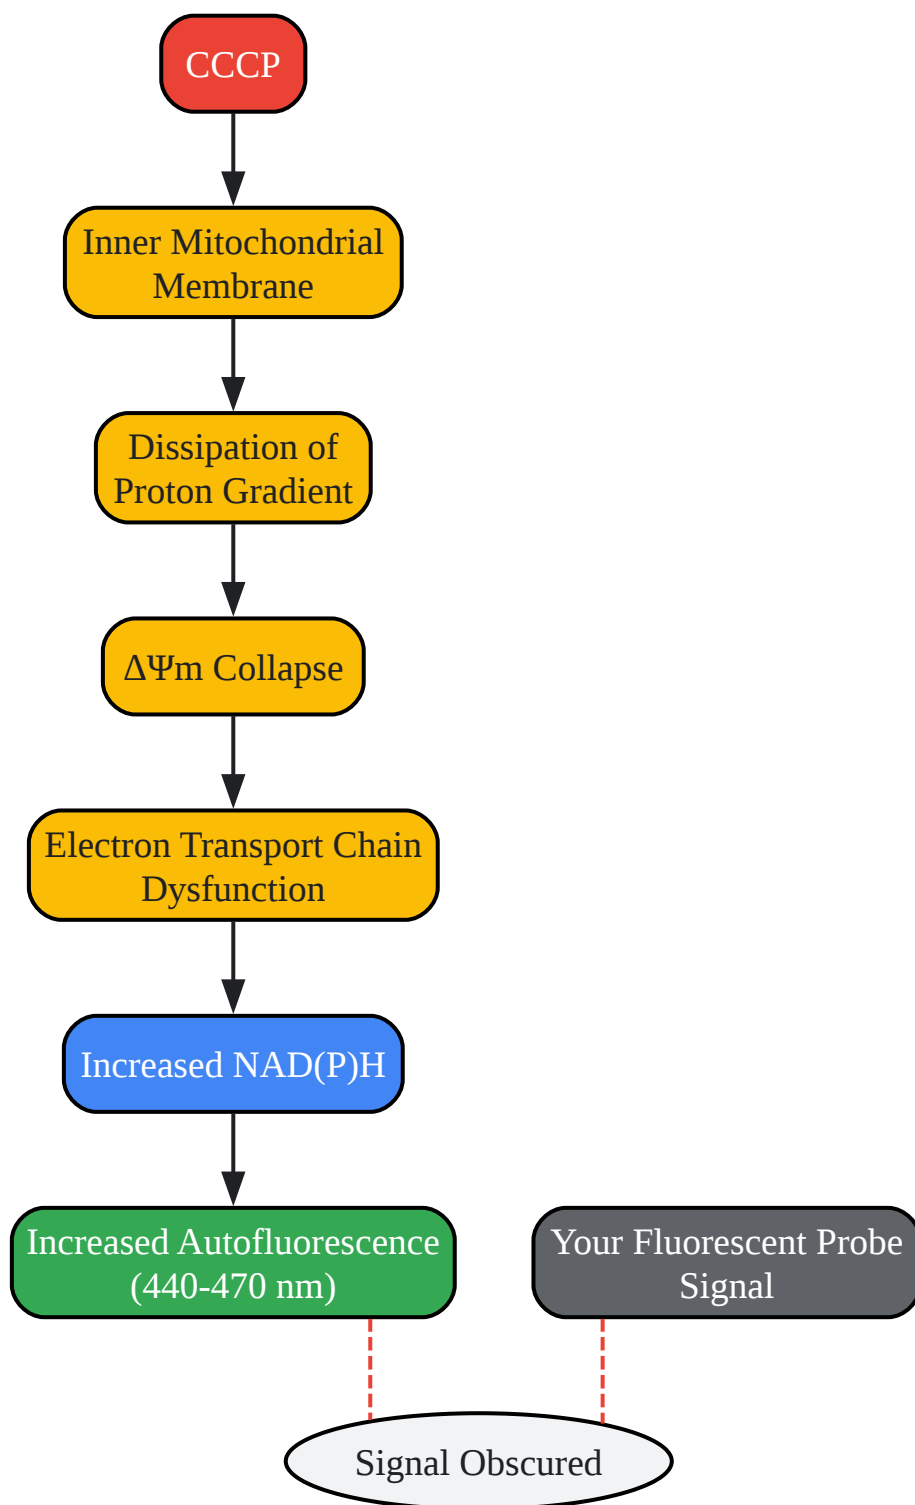 CCCP
Inner Mitochondrial
Membrane
Dissipation of
Proton Gradient
ΔΨm Collapse
Electron Transport Chain
Dysfunction
Increased NAD(P)H
Increased Autofluorescence
(440-470 nm)
Your Fluorescent Probe
Signal
Signal Obscured